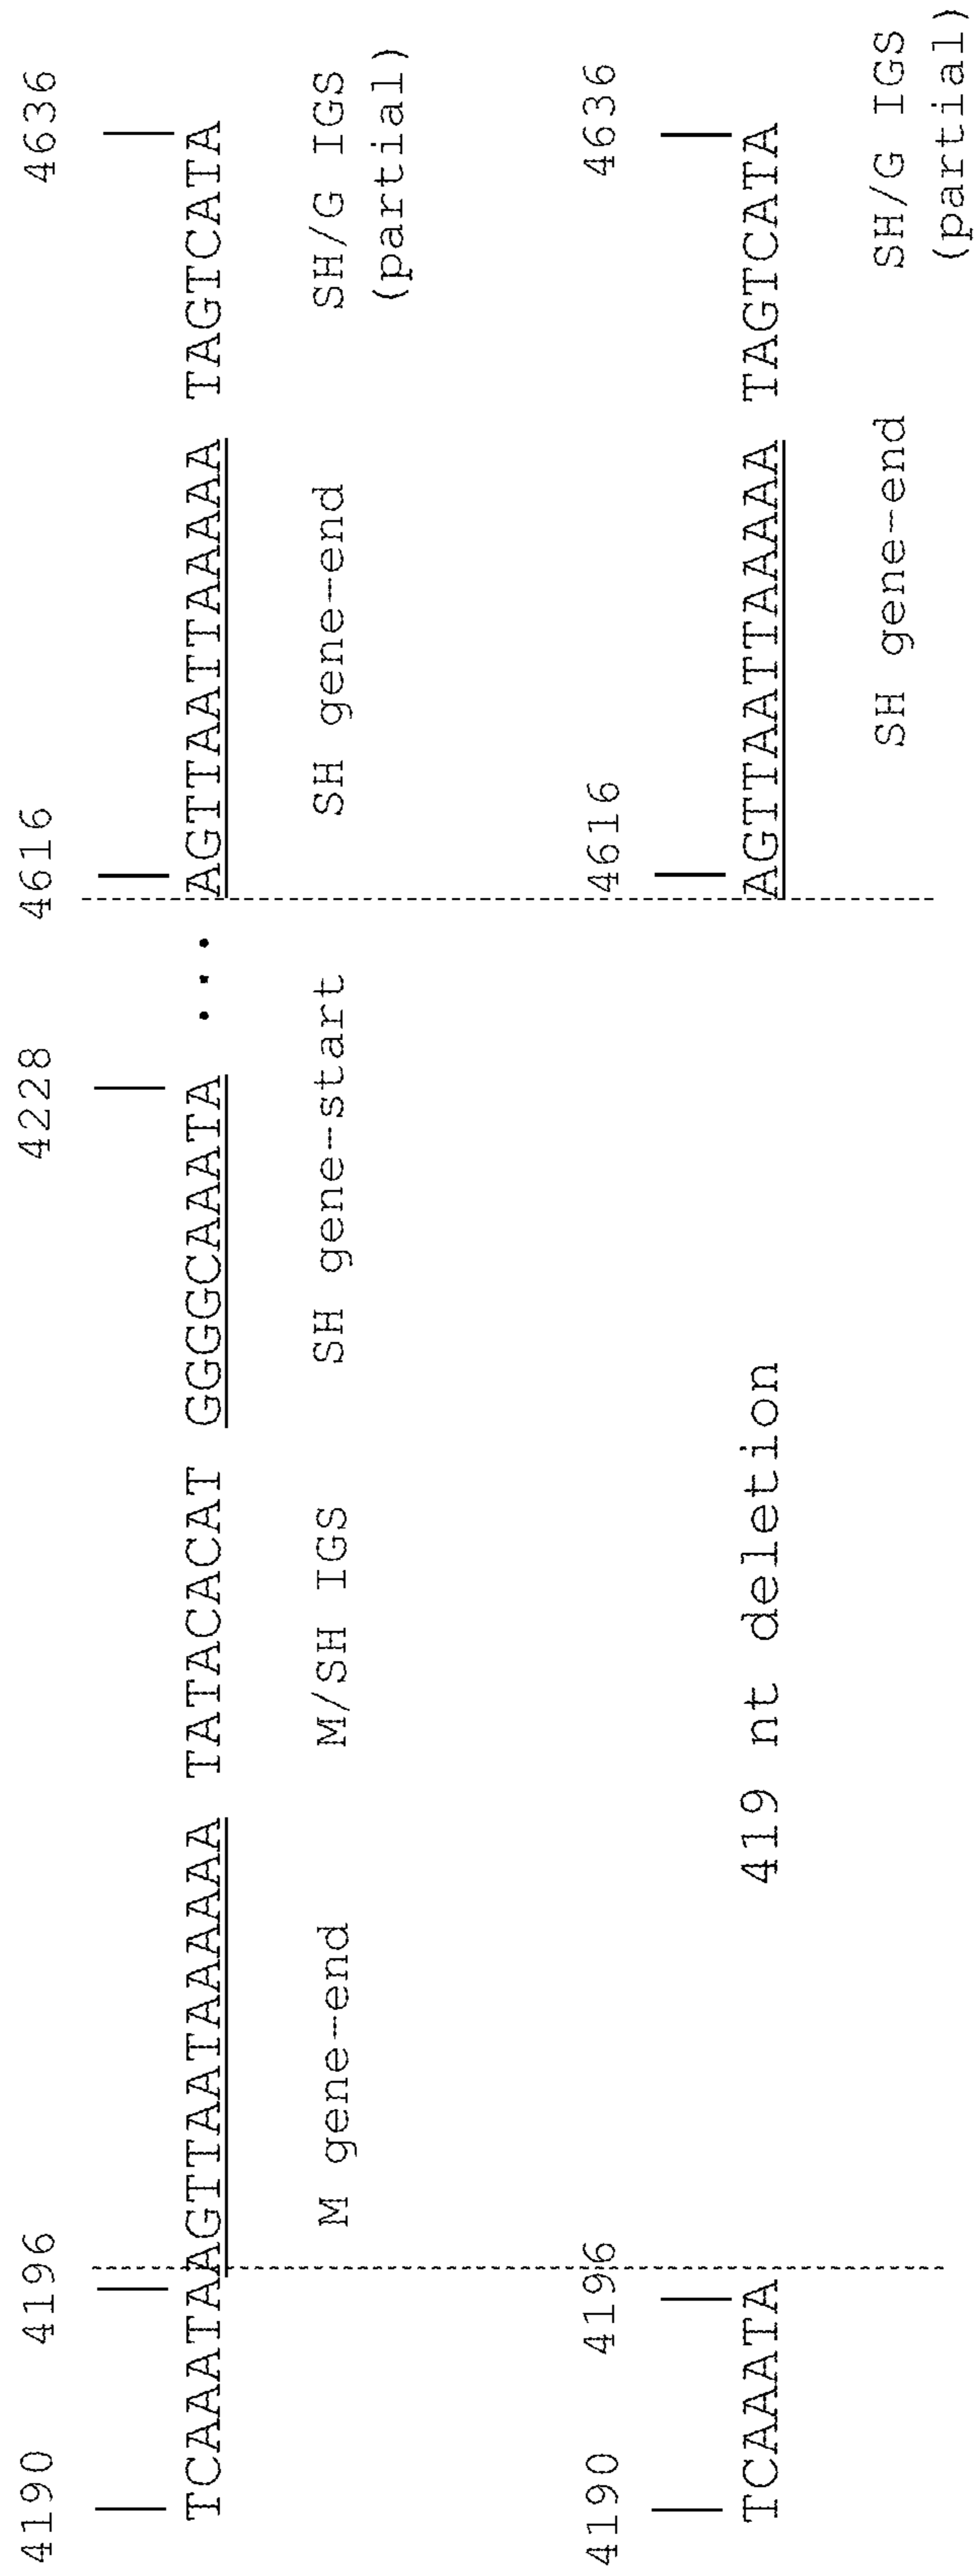 4190 4196 4228 4616 4636
TCAAATAAGTTAATAAAAAA TATACACAT GGGGCAAATA ... AGTTAATTAAAAA TAGTCATA
M gene-end M/SH IGS SH gene-start SH gene-end SH/G IGS
(partial)
4190 4196 4616 4636
TCAAATA 419 nt deletion AGTTAATTAAAAA TAGTCATA
SH gene-end SH/G IGS
(partial)